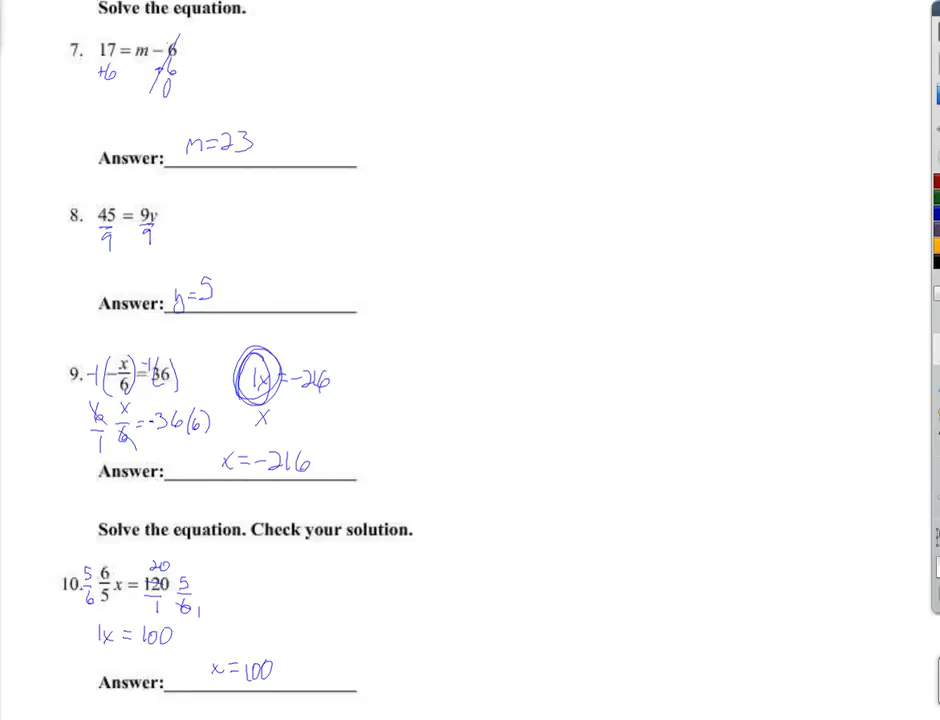 Solve the equation.
7. 17 = m − 6
+6 +6
0
Answer: m=23
8. 45 = 9y
9 9
Answer: y=5
9. -1(-x/6) = -1(36) 1x = -216
6/1 x/6 = -36(6) x
Answer: x = -216
Solve the equation. Check your solution.
20
10. 5/6 6/5 x = 120/1 5/6 1
1x = 100
Answer: x = 100